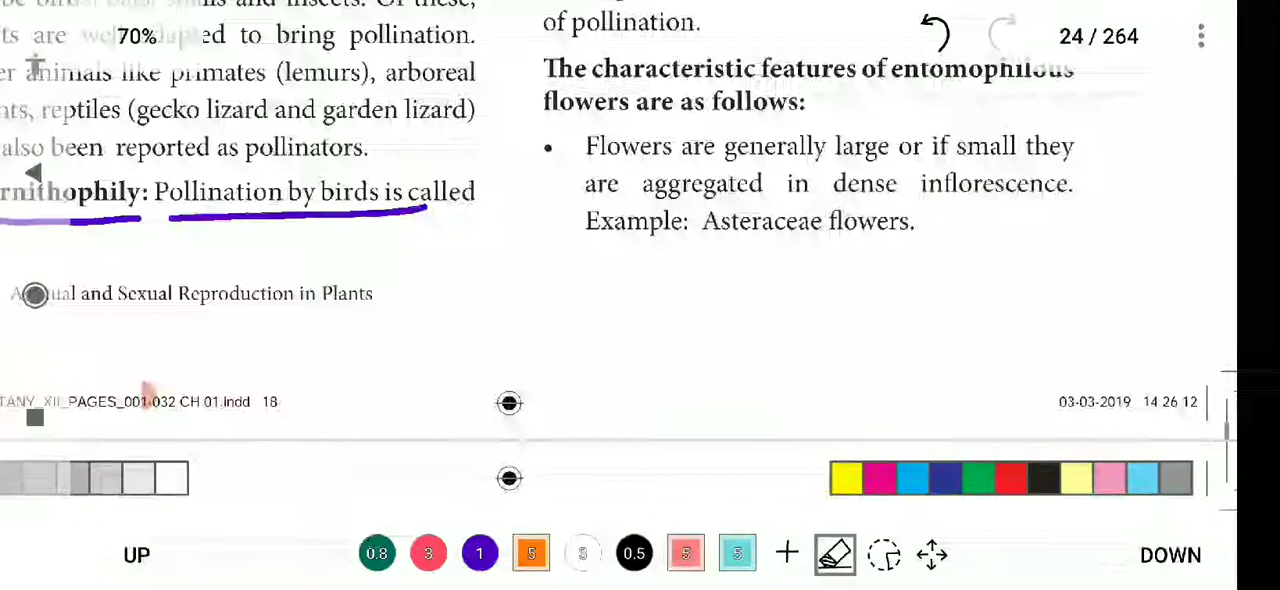 ts are
70%
ed to bring pollination.
er animals like primates (lemurs), arboreal
nts, reptiles (gecko lizard and garden lizard)
also been reported as pollinators.
rnithophily: Pollination by birds is called
ual and Sexual Reproduction in Plants
of pollination.
24 / 264
The characteristic features of entomophilous
flowers are as follows:
• Flowers are generally large or if small they
are aggregated in dense inflorescence.
Example: Asteraceae flowers.
TANY_XII_PAGES_001-032 CH 01.indd 18
03-03-2019 14 26 12
UP
0.8
3
1
5
3
0.5
5
5
DOWN